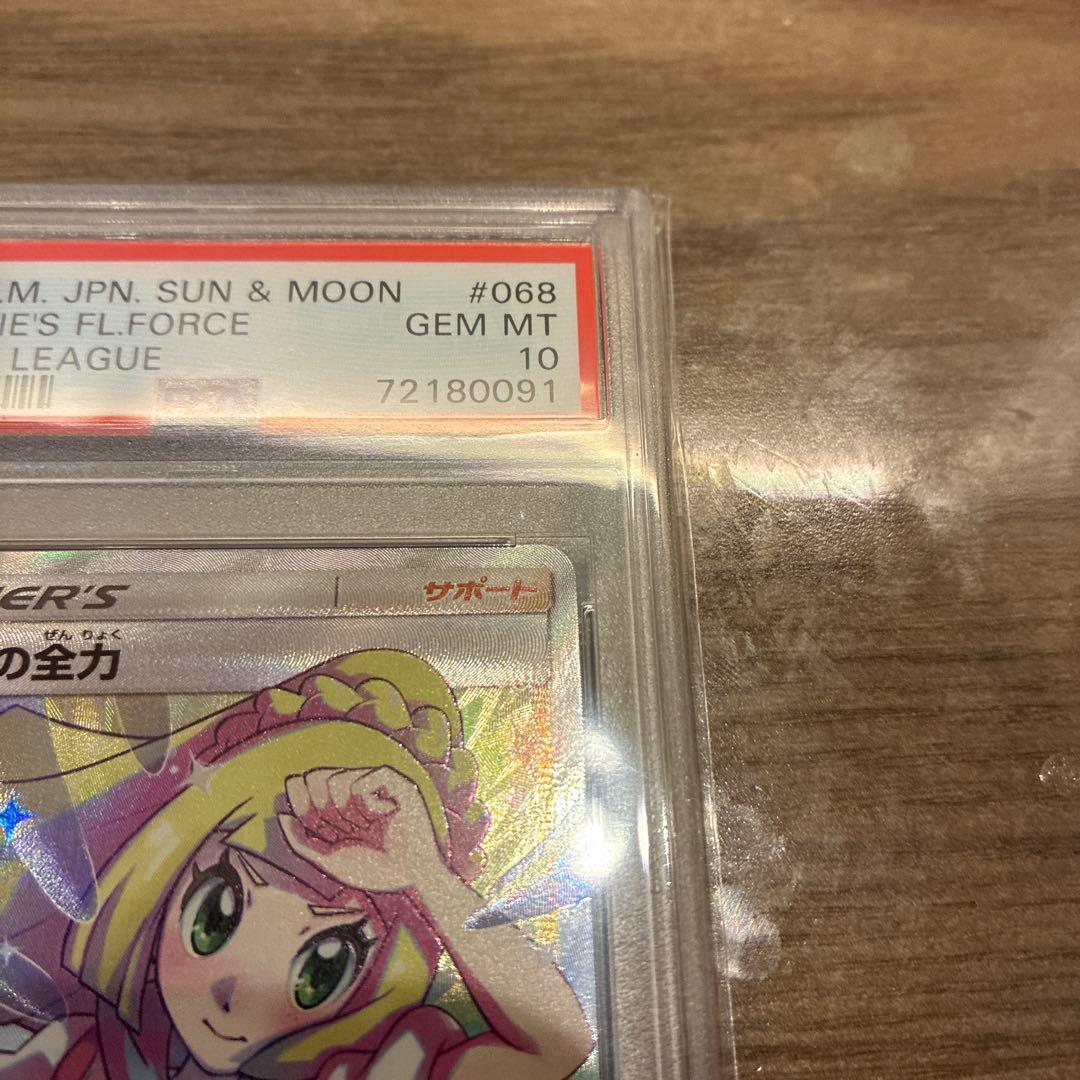 .M. JPN. SUN & MOON #068
IE'S FL.FORCE GEM MT
LEAGUE 10
72180091
ER'S サポート
ぜん りょく
の全力